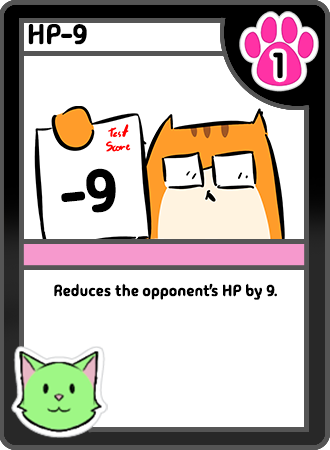 HP-9
1
Test
Score
-9
Reduces the opponent's HP by 9.